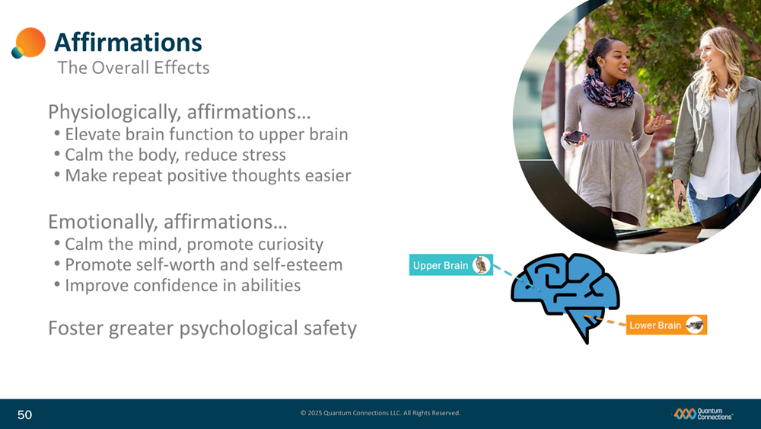 Affirmations
The Overall Effects
Physiologically, affirmations...
• Elevate brain function to upper brain
• Calm the body, reduce stress
• Make repeat positive thoughts easier
Emotionally, affirmations...
• Calm the mind, promote curiosity
• Promote self-worth and self-esteem
• Improve confidence in abilities
Foster greater psychological safety
Upper Brain
Lower Brain
50
© 2025 Quantum Connections LLC. All Rights Reserved.
Quantum
Connections